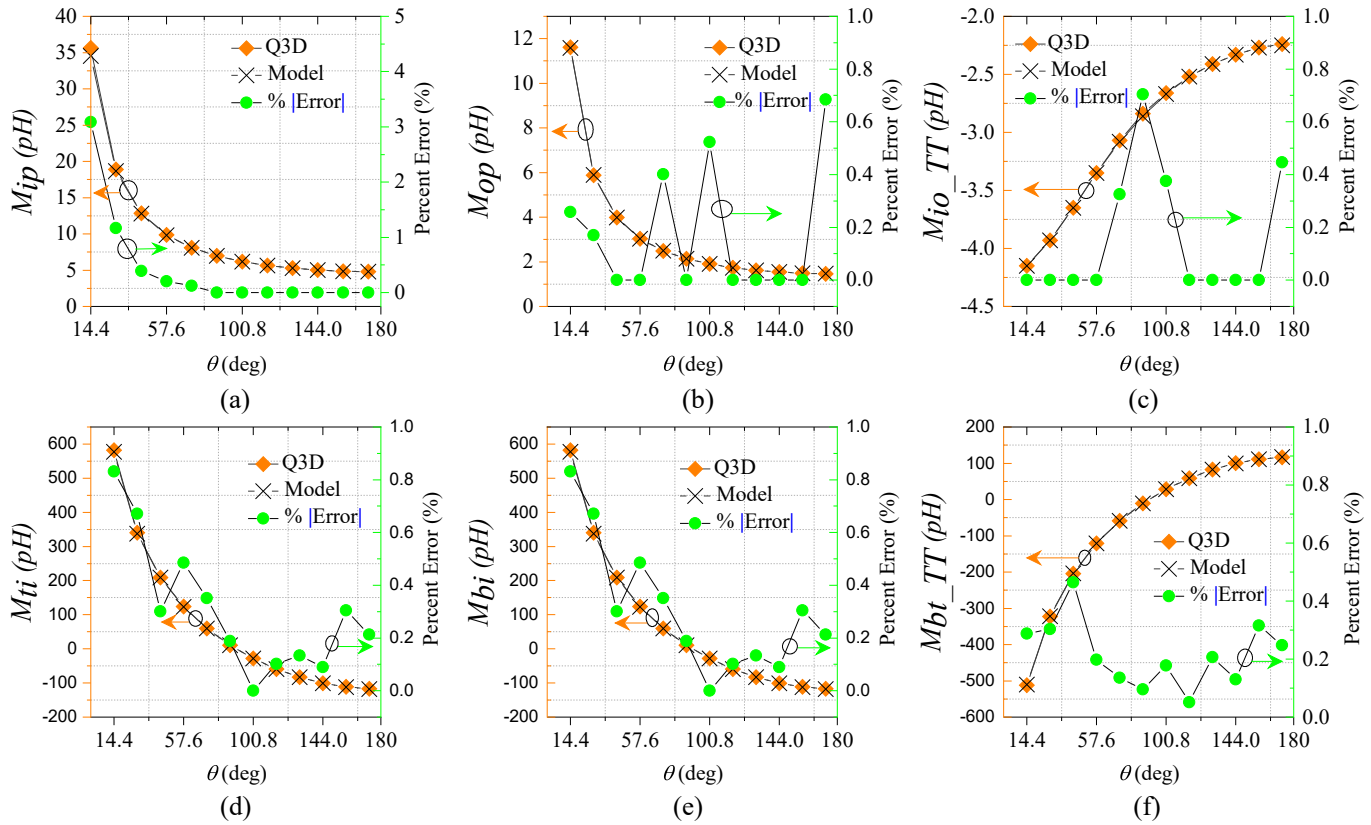 40
35
30
25
20
15
10
5
0
5
4
3
2
1
0
Mip (pH)
Percent Error (%)
Q3D
Model
% |Error|
14.4 57.6 100.8 144.0 180
θ (deg)
(a)
12
10
8
6
4
2
0
1.0
0.8
0.6
0.4
0.2
0.0
Mop (pH)
Percent Error (%)
Q3D
Model
% |Error|
14.4 57.6 100.8 144.0 180
θ (deg)
(b)
-2.0
-2.5
-3.0
-3.5
-4.0
-4.5
1.0
0.8
0.6
0.4
0.2
0.0
Mio_TT (pH)
Percent Error (%)
Q3D
Model
% |Error|
14.4 57.6 100.8 144.0 180
θ (deg)
(c)
600
500
400
300
200
100
0
-100
-200
1.0
0.8
0.6
0.4
0.2
0.0
Mti (pH)
Percent Error (%)
Q3D
Model
% |Error|
14.4 57.6 100.8 144.0 180
θ (deg)
(d)
600
500
400
300
200
100
0
-100
-200
1.0
0.8
0.6
0.4
0.2
0.0
Mbi (pH)
Percent Error (%)
Q3D
Model
% |Error|
14.4 57.6 100.8 144.0 180
θ (deg)
(e)
200
100
0
-100
-200
-300
-400
-500
-600
1.0
0.8
0.6
0.4
0.2
0.0
Mbt_TT (pH)
Percent Error (%)
Q3D
Model
% |Error|
14.4 57.6 100.8 144.0 180
θ (deg)
(f)